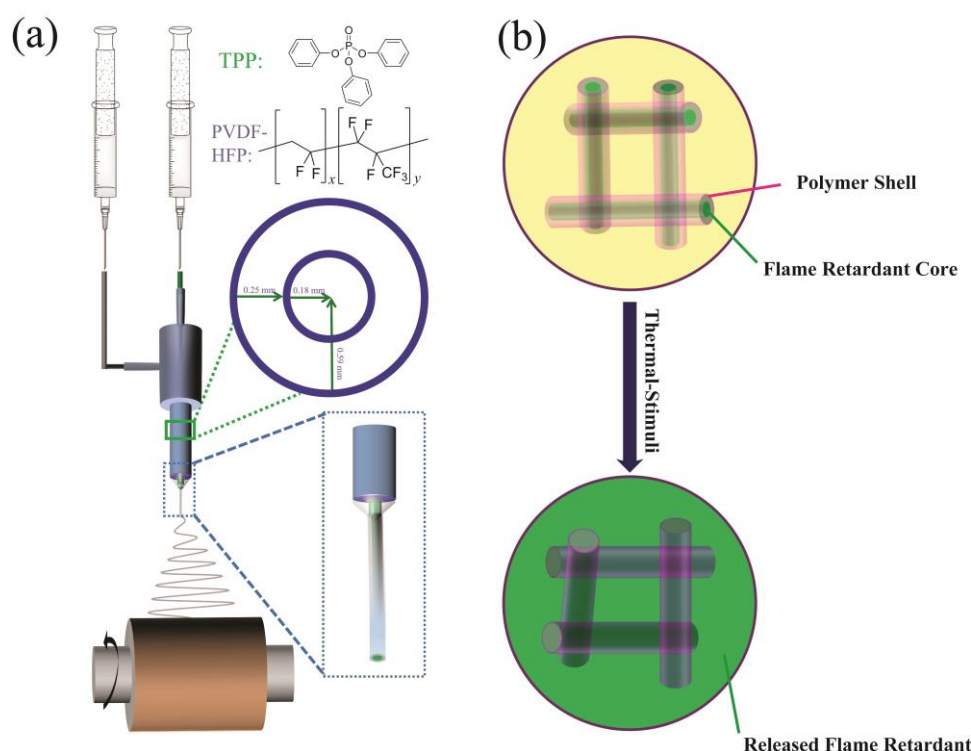 (a)
TPP:
O
P
O
O
O
PVDF-
HFP:
F
F
x
F
F
F
CF3
y
0.25 mm
0.18 mm
0.59 mm
(b)
Polymer Shell
Flame Retardant Core
Thermal-Stimuli
Released Flame Retardant